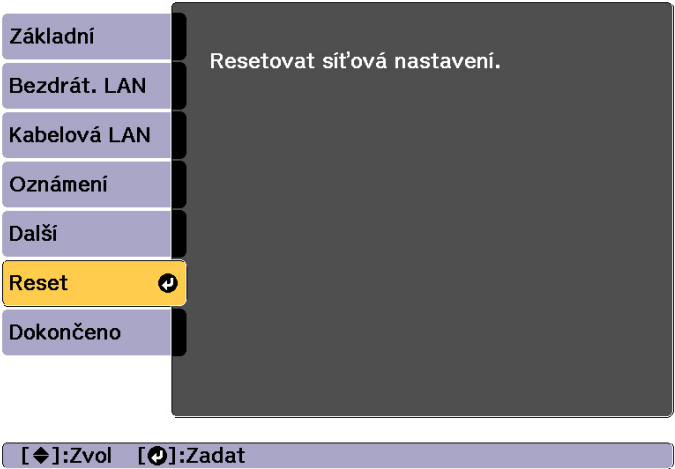 Základní
Resetovat síťová nastavení.
Bezdrát. LAN
Kabelová LAN
Oznámení
Další
Reset
Dokončeno
[ ]:Zvol [ ]:Zadat